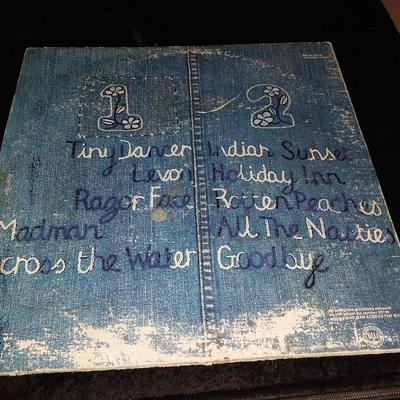 1 2
Tiny Dancer Indian Sunset
Levon Holiday Inn
Razor Face Rotten Peaches
Madman All The Nasties
Across the Water Goodbye